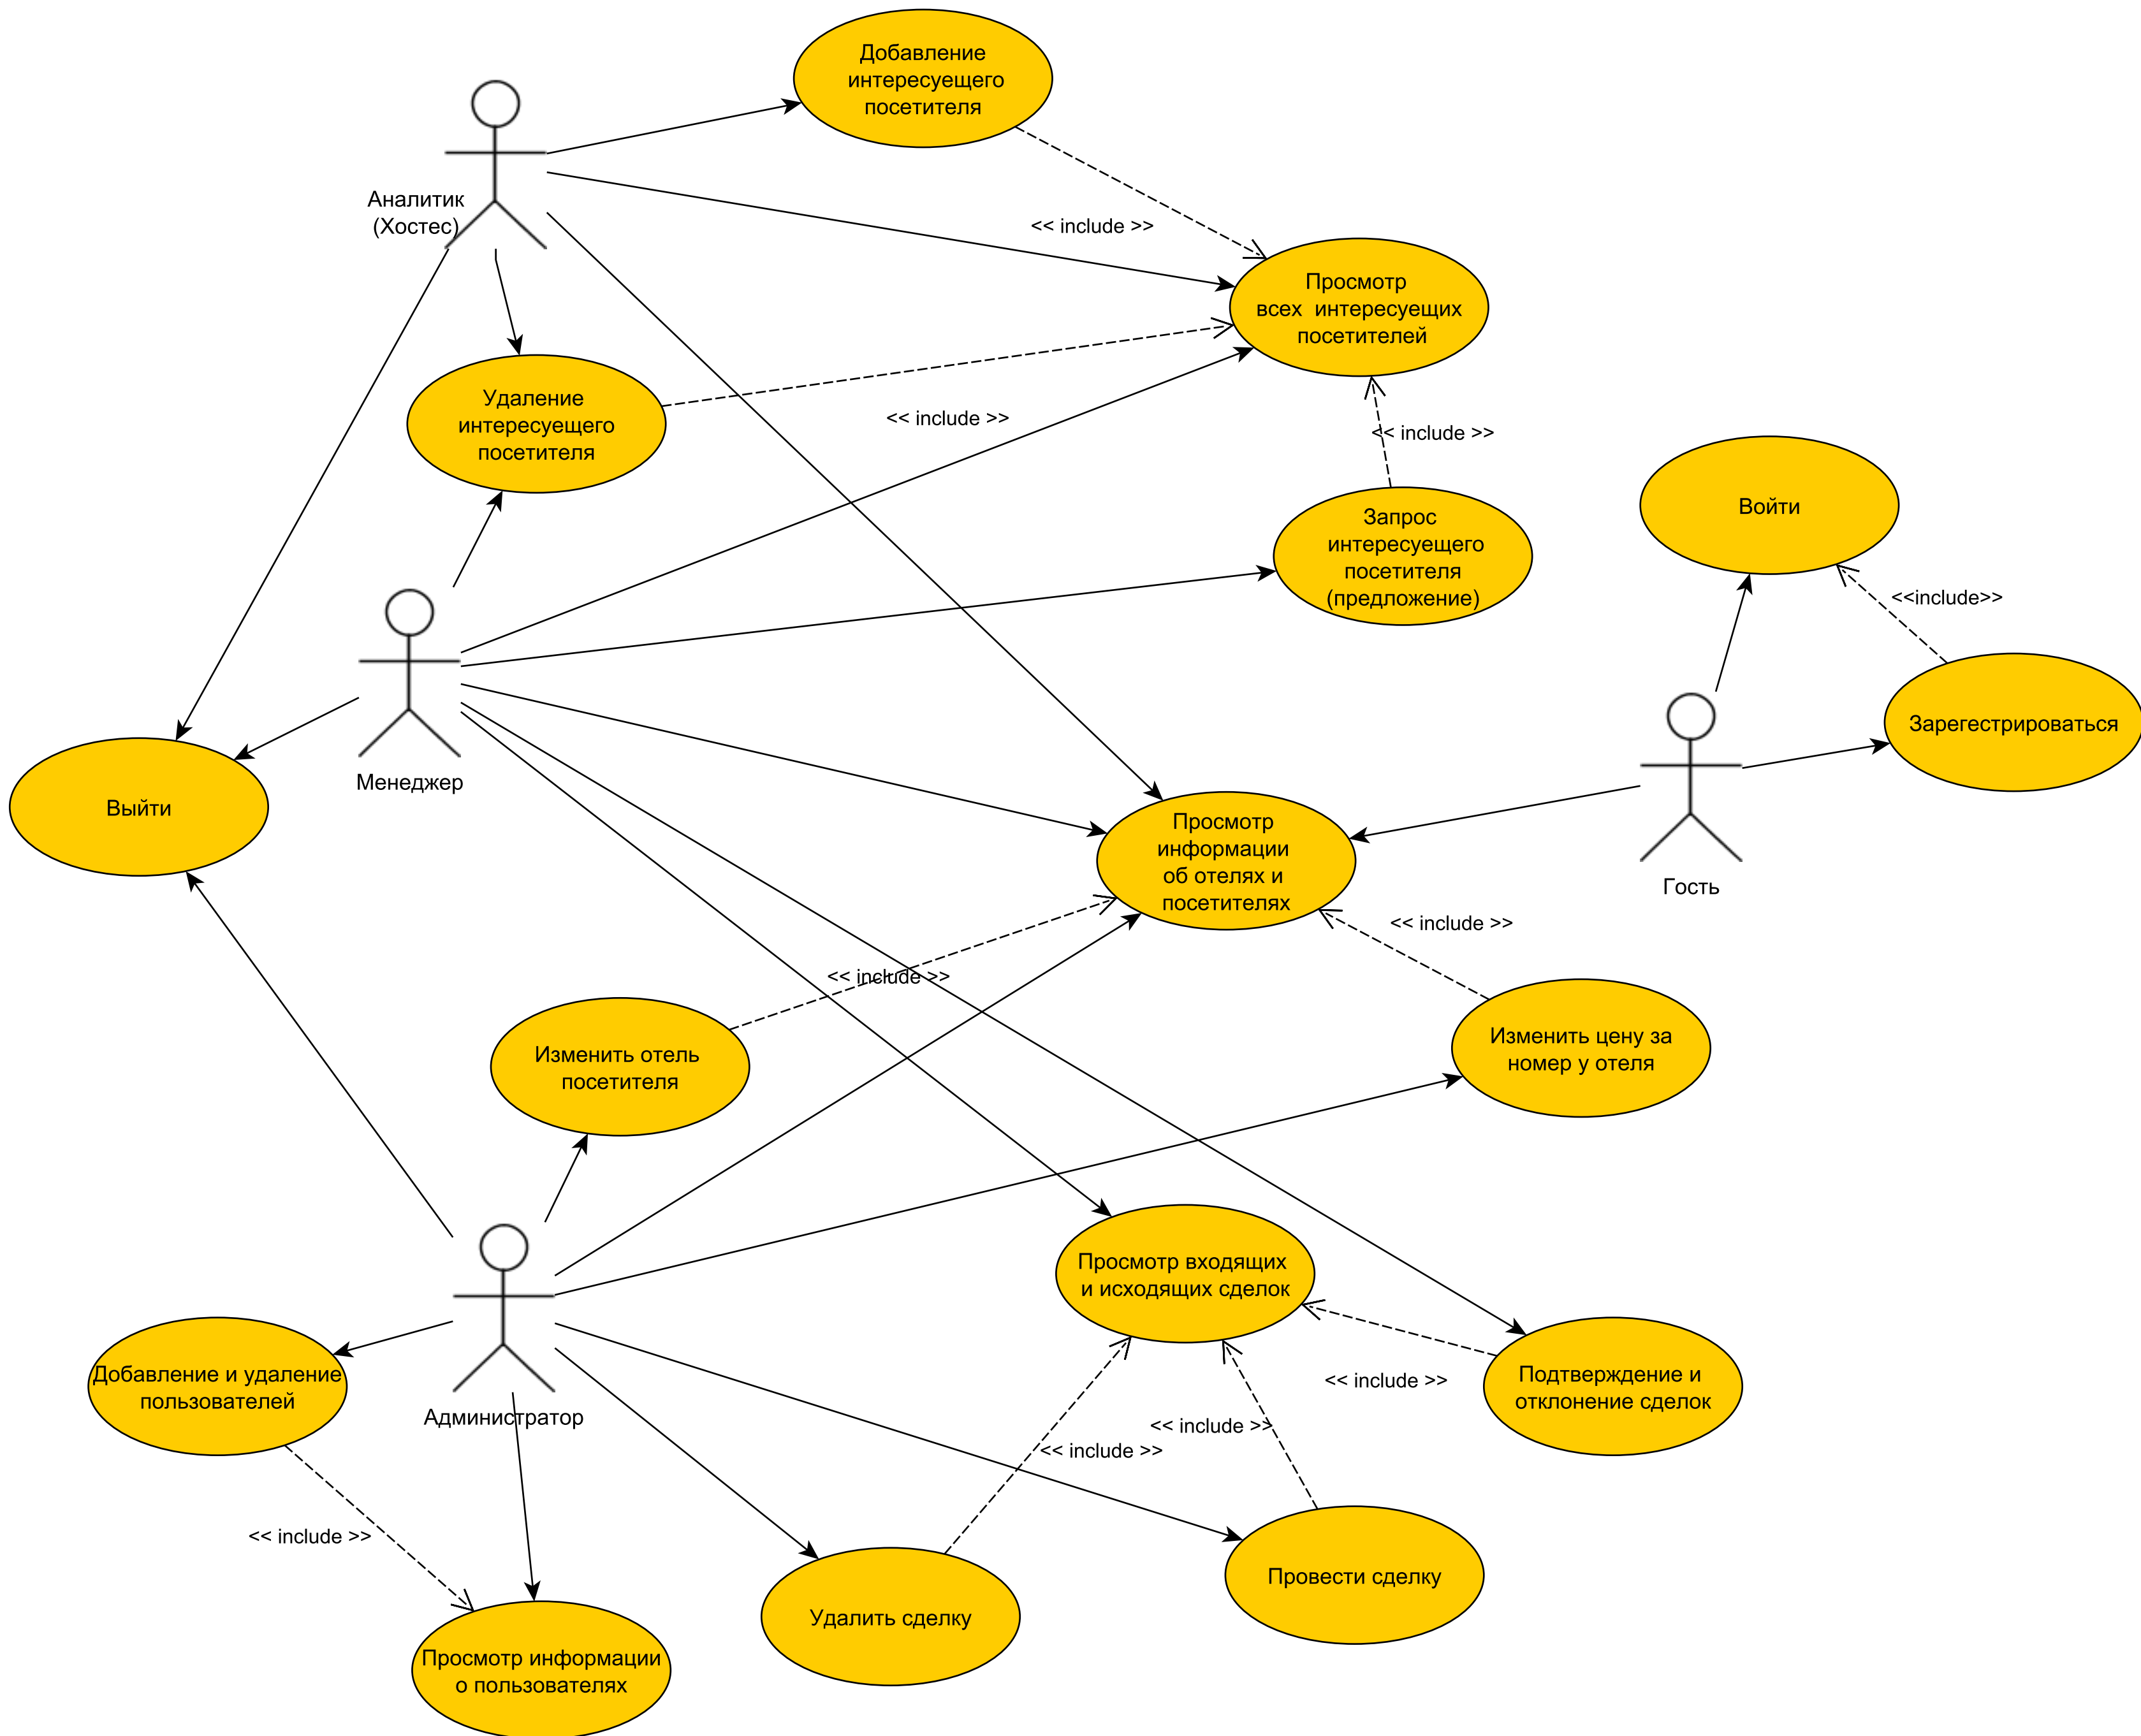 Добавление
интересуещего
посетителя
Аналитик
(Хостес)
<< include >>
Просмотр
всех  интересуещих
посетителей
Удаление
интересуещего
посетителя
<< include >>
<< include >>
Войти
Запрос
интересуещего
посетителя
(предложение)
<<include>>
Зарегестрироваться
Менеджер
Выйти
Просмотр
информации
об отелях и
посетителях
Гость
<< include >>
<< include >>
Изменить отель
посетителя
Изменить цену за
номер у отеля
Просмотр входящих
и исходящих сделок
Добавление и удаление
пользователей
Администратор
<< include >>
Подтверждение и
отклонение сделок
<< include >>
<< include >>
<< include >>
Провести сделку
Удалить сделку
Просмотр информации
о пользователях